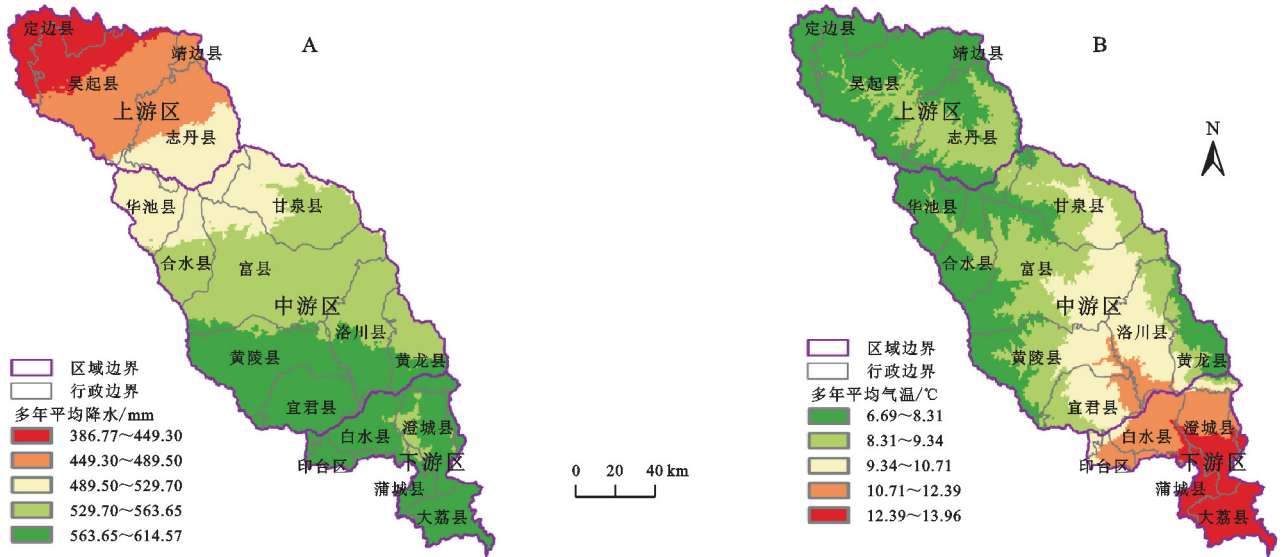 A
定边县
靖边县
吴起县
上游区
志丹县
华池县
甘泉县
合水县
富县
中游区
洛川县
黄陵县
黄龙县
宜君县
白水县
澄城县
印台区
下游区
蒲城县
大荔县
区域边界
行政边界
多年平均降水/mm
386.77～449.30
449.30～489.50
489.50～529.70
529.70～563.65
563.65～614.57
0 20 40 km
B
N
定边县
靖边县
吴起县
上游区
志丹县
华池县
甘泉县
合水县
富县
中游区
洛川县
黄陵县
黄龙县
宜君县
白水县
澄城县
印台区
下游区
蒲城县
大荔县
区域边界
行政边界
多年平均气温/℃
6.69～8.31
8.31～9.34
9.34～10.71
10.71～12.39
12.39～13.96